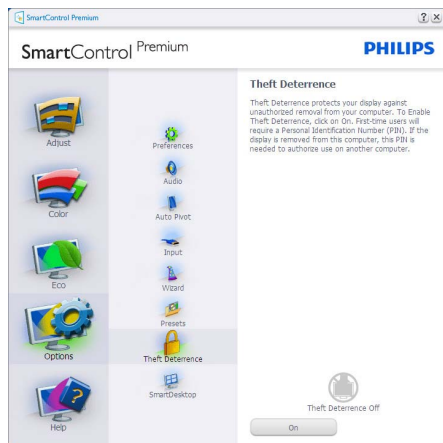 SmartControl Premium
SmartControl Premium
PHILIPS
Adjust
Color
Eco
Options
Help
Preferences
Audio
Auto Pivot
Input
Wizard
Presets
Theft Deterrence
SmartDesktop
Theft Deterrence
Theft Deterrence protects your display against
unauthorized removal from your computer. To Enable
Theft Deterrence, click on On. First-time users will
require a Personal Identification Number (PIN). If the
display is removed from this computer, this PIN is
needed to authorize use on another computer.
Theft Deterrence Off
On